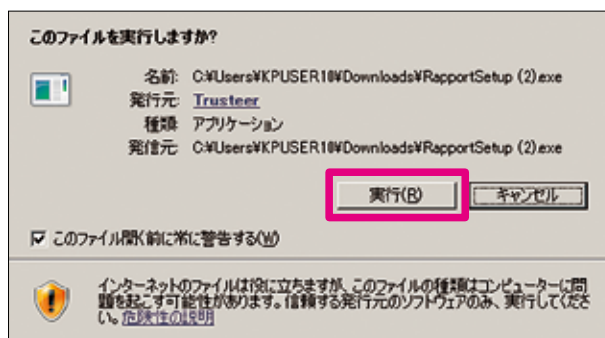 このファイルを実行しますか?
名前: C:¥Users¥KPUSER10¥Downloads¥RapportSetup (2).exe
発行元: Trusteer
種類: アプリケーション
発信元: C:¥Users¥KPUSER10¥Downloads¥RapportSetup (2).exe
実行(R)
キャンセル
このファイル開く前に常に警告する(W)
インターネットのファイルは役に立ちますが、このファイルの種類はコンピューターに問
題を起こす可能性があります。信頼する発行元のソフトウェアのみ、実行してくださ
い。危険性の説明